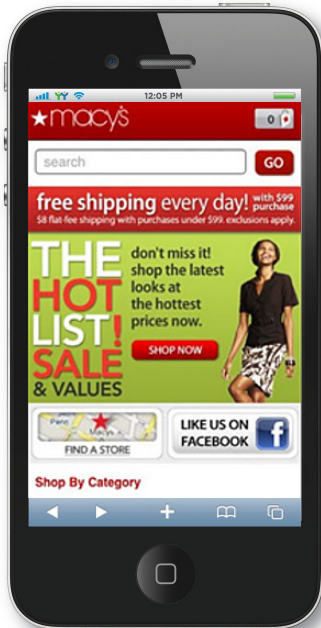 12:05 PM
macy's
0
search
GO
free shipping every day! with $99 purchase
$8 flat-fee shipping with purchases under $99. exclusions apply.
THE
HOT
LIST!
SALE
& VALUES
don't miss it!
shop the latest
looks at
the hottest
prices now.
SHOP NOW
Macy's
FIND A STORE
LIKE US ON
FACEBOOK
f
Shop By Category